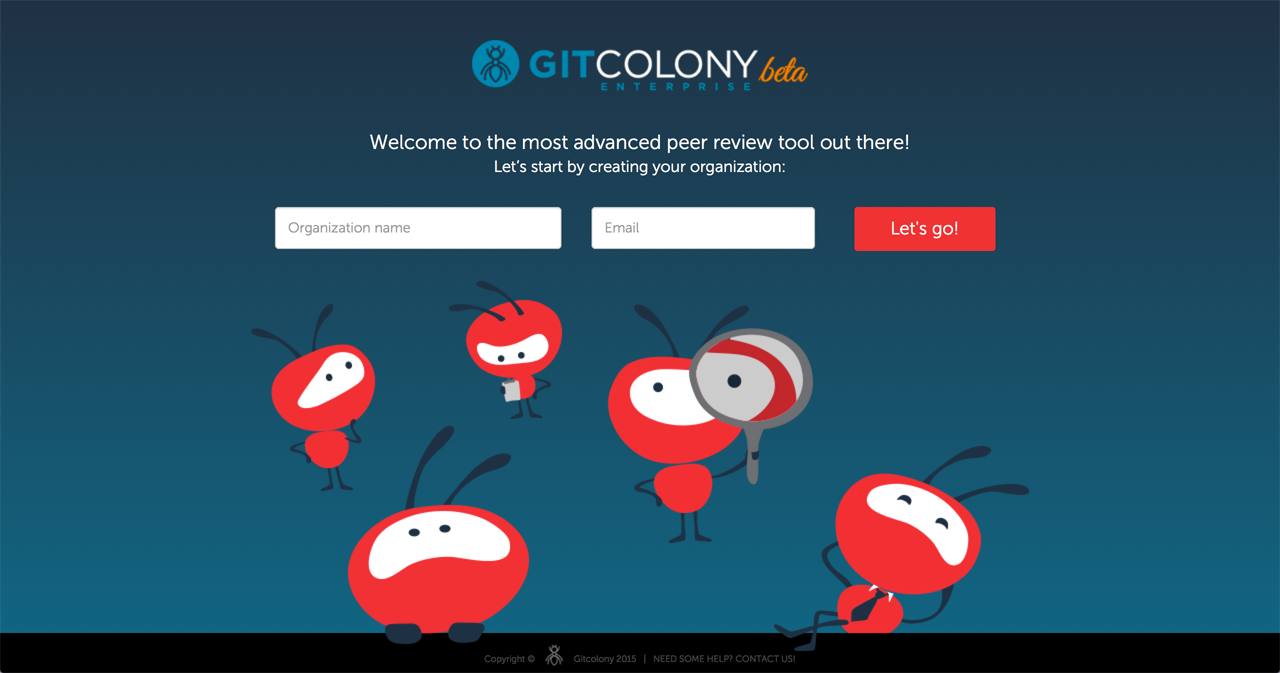 GITCOLONY beta
ENTERPRISE
Welcome to the most advanced peer review tool out there!
Let’s start by creating your organization:
Organization name
Email
Let's go!
Copyright © Gitcolony 2015 | NEED SOME HELP? CONTACT US!